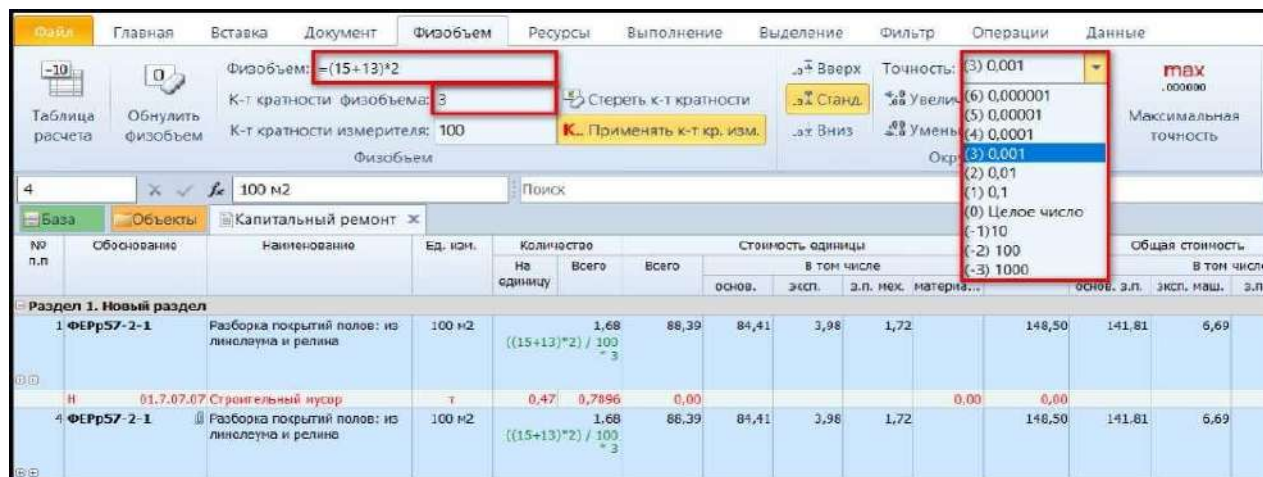 Файл Главная Вставка Документ Физобъем Ресурсы Выполнение Выделение Фильтр Операции Данные
-10 Таблица расчета
0 Обнулить физобъем
Физобъем: =(15+13)*2
К-т кратности физобъема: 3
К-т кратности измерителя: 100
Стереть к-т кратности
К.. Применять к-т кр. изм.
Физобъем
Вверх
Станд.
Вниз
Точность: (3) 0,001
Увелич
Умень
Окр
(6) 0,000001
(5) 0,00001
(4) 0,0001
(3) 0,001
(2) 0,01
(1) 0,1
(0) Целое число
(-1)10
(-2) 100
(-3) 1000
max
.000000
Максимальная
точность
4 fx 100 м2 Поиск
База Объекты Капитальный ремонт
№ п.п Обоснование Наименование Ед. изм. Количество Стоимость единицы Общая стоимость
На единицу Всего Всего В том числе В том числ
основ. эксп. з.п. мех. материа... основ. з.п. эксп. маш. з.п
Раздел 1. Новый раздел
1 ФЕРр57-2-1 Разборка покрытий полов: из 100 м2 1,68 88,39 84,41 3,98 1,72 148,50 141,81 6,69
линолеума и релина ((15+13)*2) / 100
* 3
Н 01.7.07.07 Строительный мусор т 0,47 0,7896 0,00 0,00 0,00
4 ФЕРр57-2-1 Разборка покрытий полов: из 100 м2 1,68 88,39 84,41 3,98 1,72 148,50 141,81 6,69
линолеума и релина ((15+13)*2) / 100
* 3